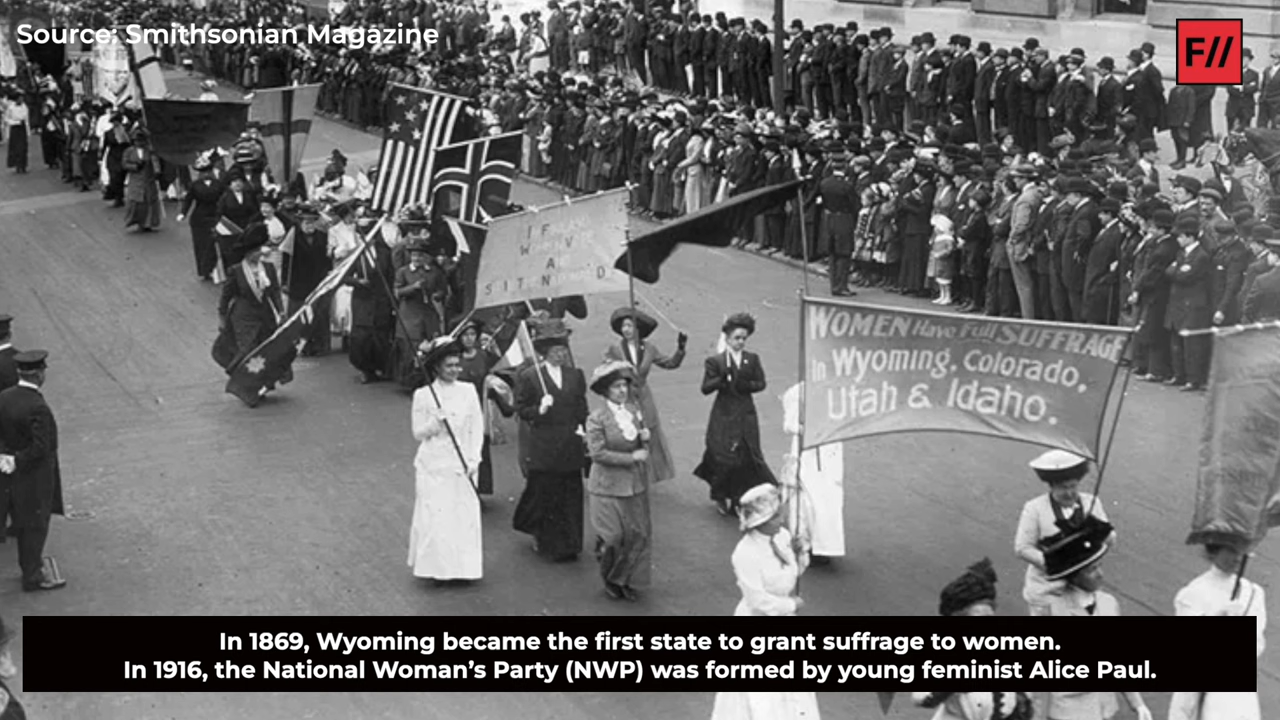 Source: Smithsonian Magazine
F//
IF
A
WOMEN Have Full SUFFRAGE
In Wyoming, Colorado,
Utah & Idaho.
In 1869, Wyoming became the first state to grant suffrage to women.
In 1916, the National Woman's Party (NWP) was formed by young feminist Alice Paul.